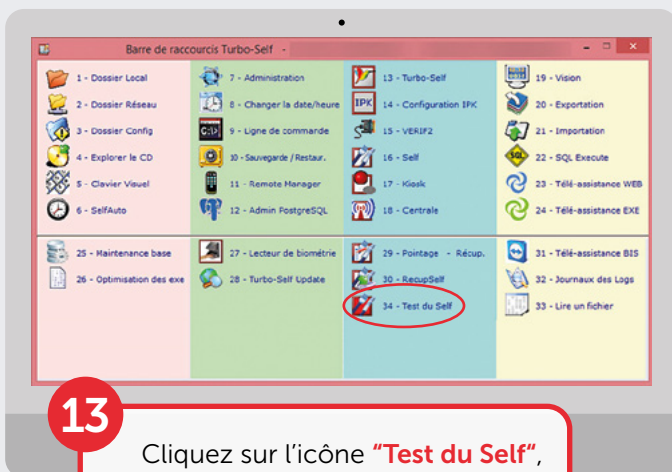 Barre de raccourcis Turbo-Self -
1 - Dossier Local
2 - Dossier Réseau
3 - Dossier Config
4 - Explorer le CD
5 - Clavier Visuel
6 - SelfAuto
7 - Administration
8 - Changer la date/heure
C:\>
9 - Ligne de commande
10 - Sauvegarde / Restaur.
11 - Remote Manager
12 - Admin PostgreSQL
13 - Turbo-Self
IPK
14 - Configuration IPK
15 - VERIF2
16 - Self
17 - Kiosk
18 - Centrale
19 - Vision
20 - Exportation
21 - Importation
SQL
22 - SQL Execute
23 - Télé-assistance WEB
24 - Télé-assistance EXE
25 - Maintenance base
26 - Optimisation des exe
27 - Lecteur de biométrie
28 - Turbo-Self Update
29 - Pointage - Récup.
30 - RecupSelf
34 - Test du Self
31 - Télé-assistance BIS
32 - Journaux des Logs
33 - Lire un fichier
13
Cliquez sur l’icône “Test du Self“,